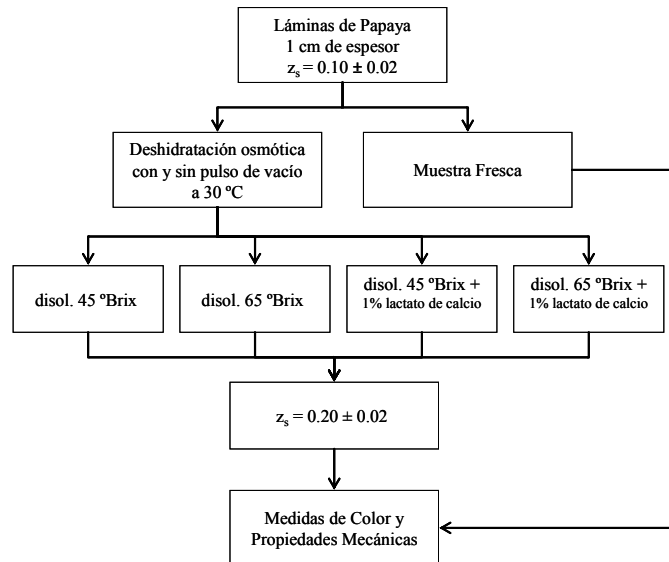 Láminas de Papaya
1 cm de espesor
zs = 0.10 ± 0.02
Deshidratación osmótica
con y sin pulso de vacío
a 30 ºC
Muestra Fresca
disol. 45 ºBrix
disol. 65 ºBrix
disol. 45 ºBrix +
1% lactato de calcio
disol. 65 ºBrix +
1% lactato de calcio
zs = 0.20 ± 0.02
Medidas de Color y
Propiedades Mecánicas